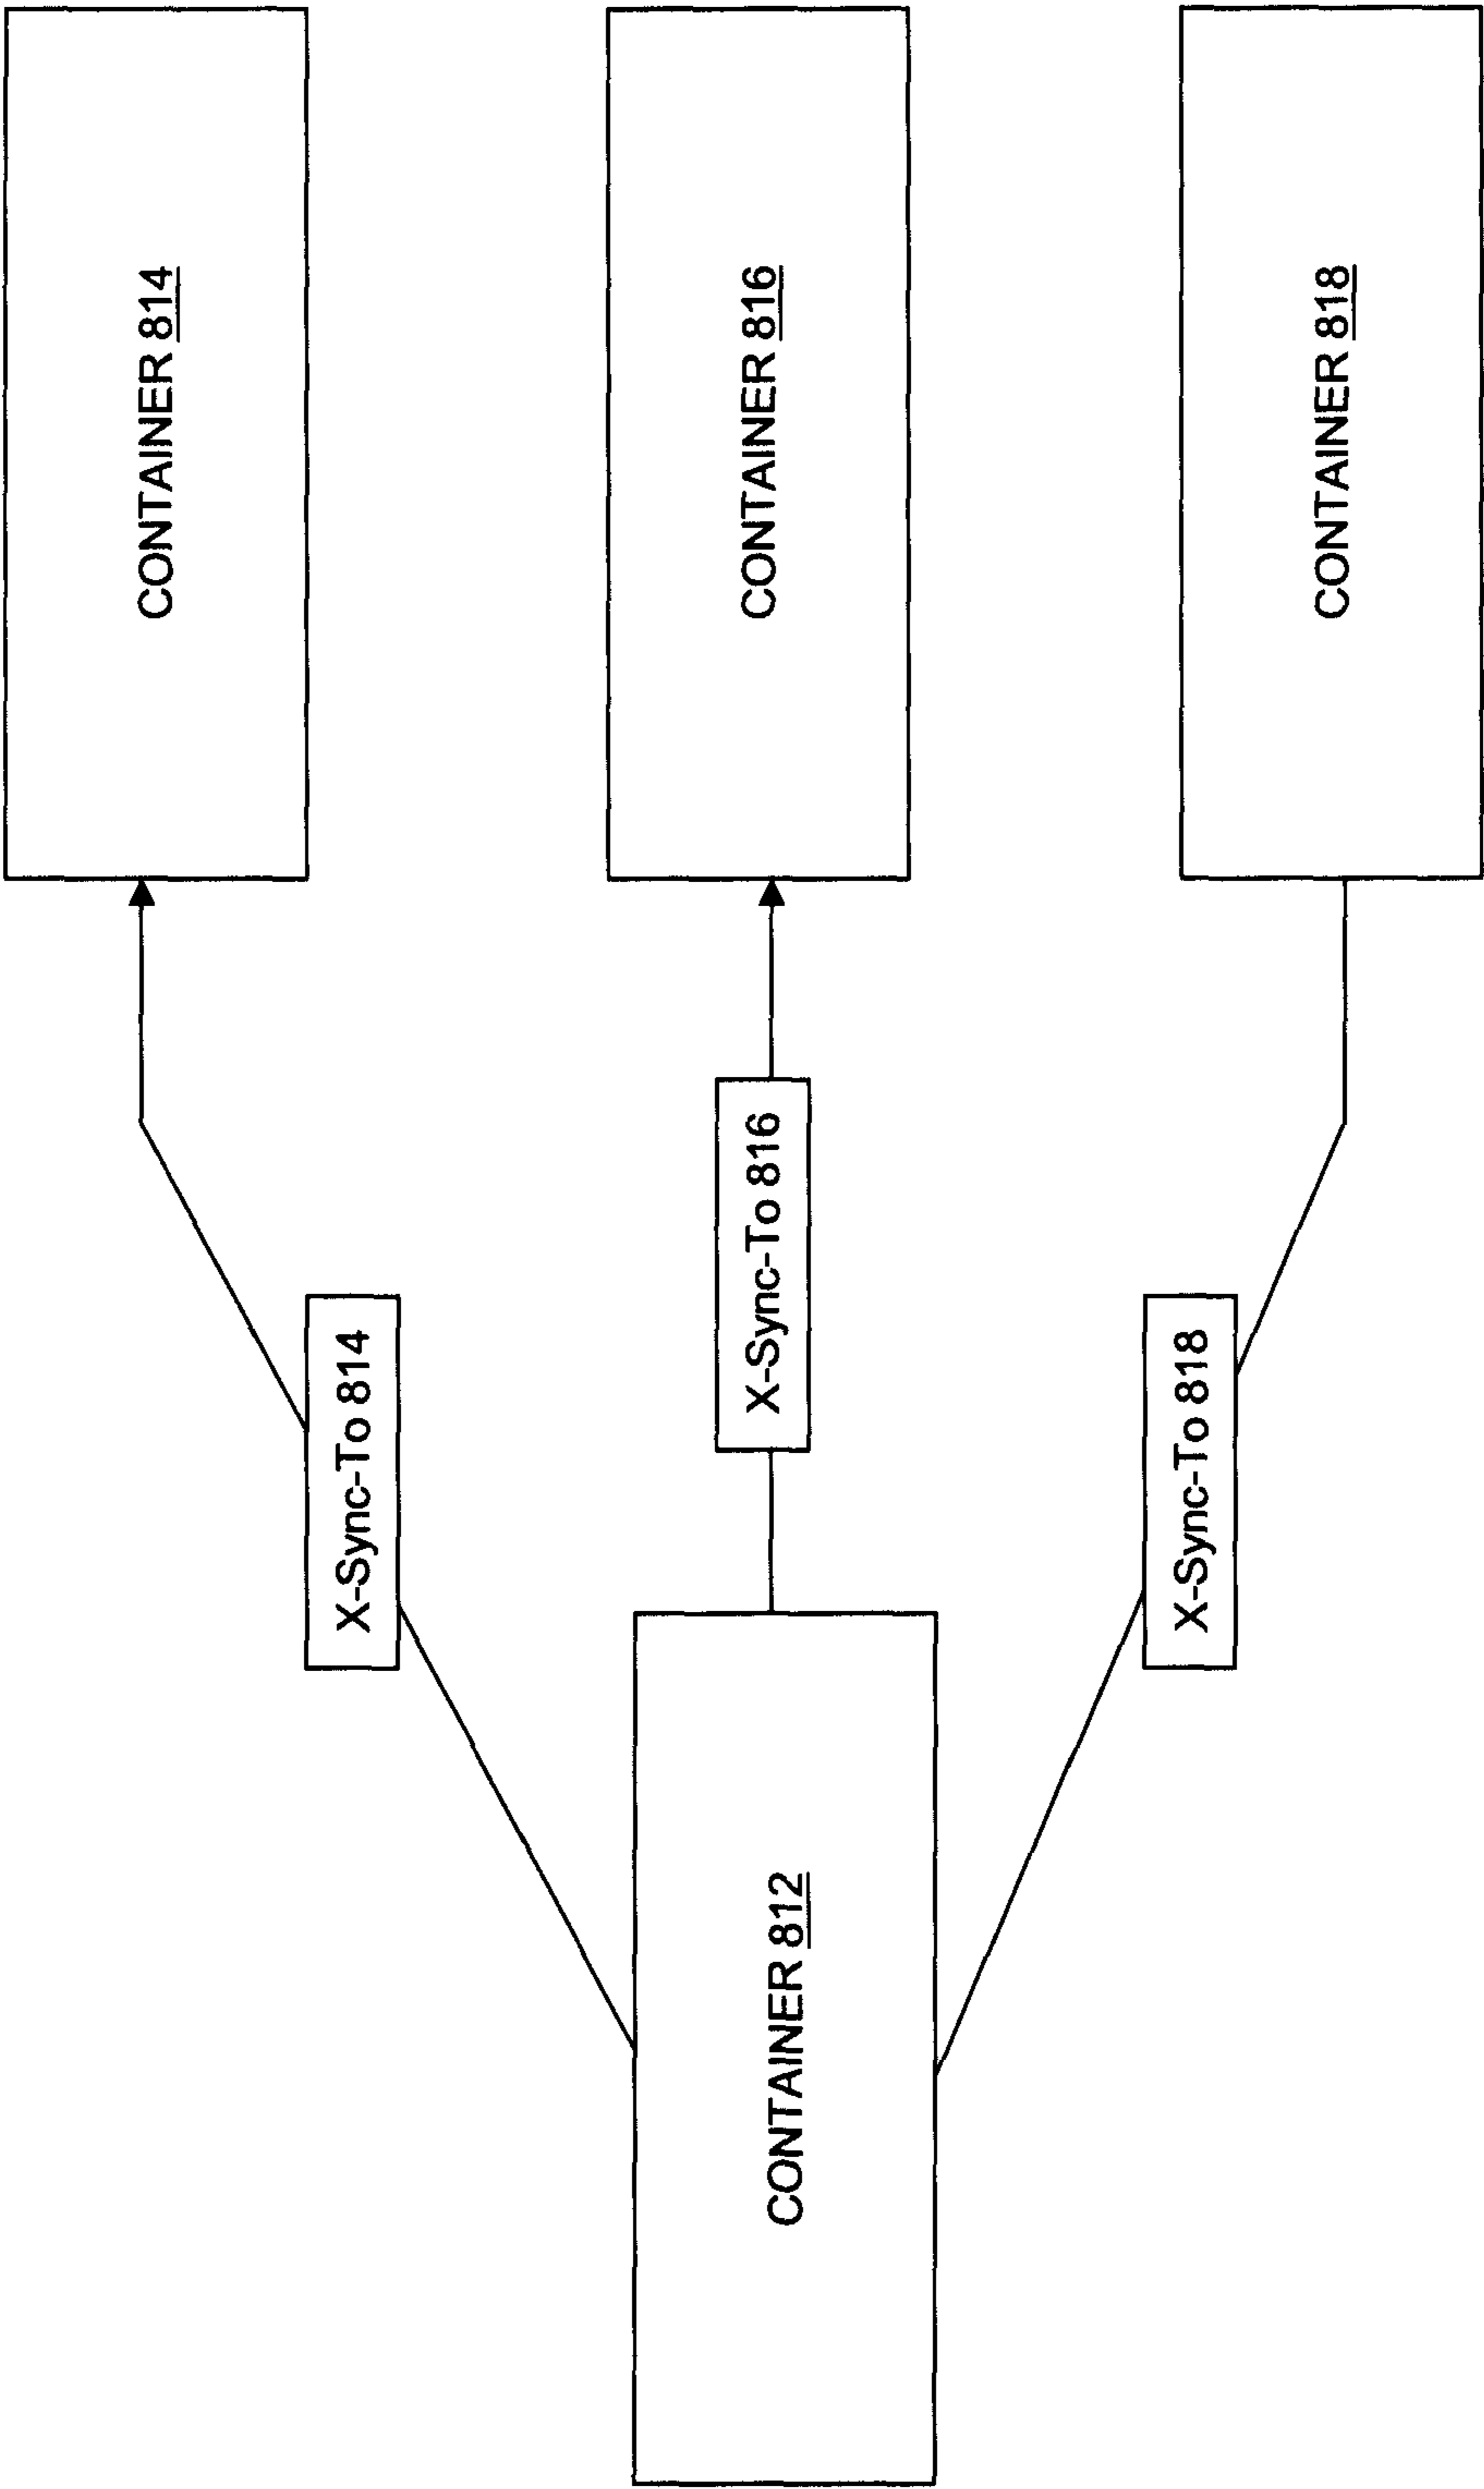 CONTAINER 814
X-Sync-To 814
CONTAINER 812
X-Sync-To 816
CONTAINER 816
X-Sync-To 818
CONTAINER 818